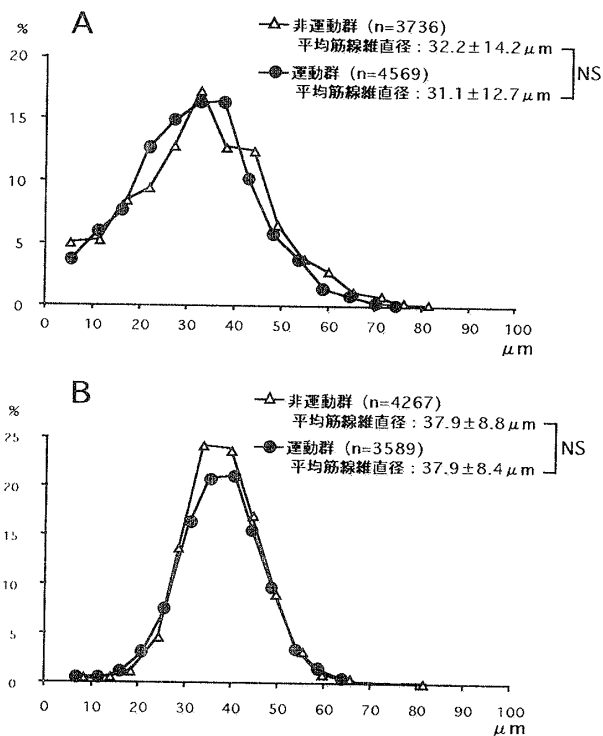 A
%
非運動群 (n=3736)
平均筋線維直径：32.2±14.2μm
運動群 (n=4569)
平均筋線維直径：31.1±12.7μm
NS
20
15
10
5
0
0 10 20 30 40 50 60 70 80 90 100
μm
B
%
非運動群 (n=4267)
平均筋線維直径：37.9±8.8μm
運動群 (n=3589)
平均筋線維直径：37.9±8.4μm
NS
25
20
15
10
5
0
0 10 20 30 40 50 60 70 80 90 100
μm